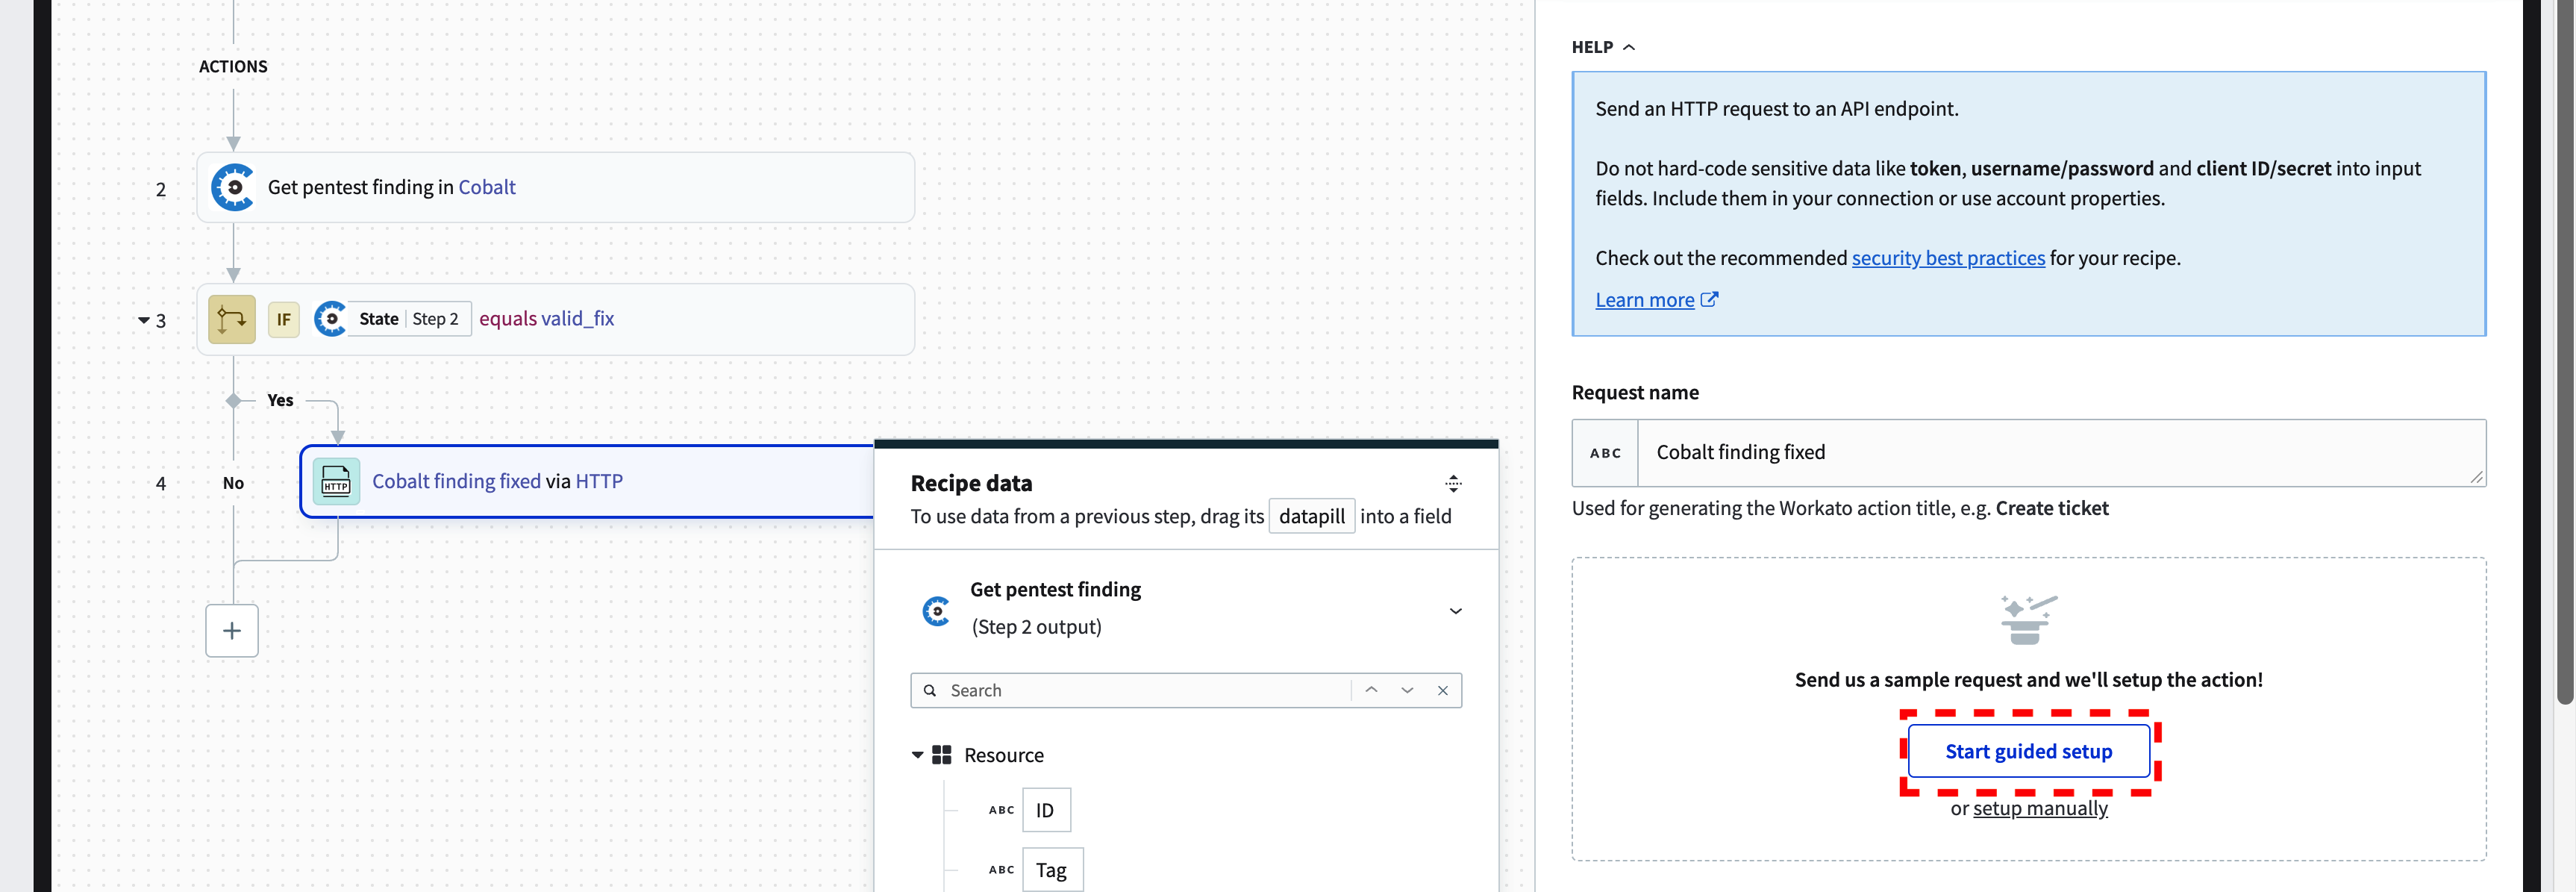 ACTIONS
2
Get pentest finding in Cobalt
3
IF
State | Step 2
equals valid_fix
Yes
4
No
HTTP
Cobalt finding fixed via HTTP
Recipe data
To use data from a previous step, drag its datapill into a field
Get pentest finding
(Step 2 output)
Search
Resource
ABC ID
ABC Tag
HELP
Send an HTTP request to an API endpoint.
Do not hard-code sensitive data like token, username/password and client ID/secret into input
fields. Include them in your connection or use account properties.
Check out the recommended security best practices for your recipe.
Learn more
Request name
ABC Cobalt finding fixed
Used for generating the Workato action title, e.g. Create ticket
Send us a sample request and we'll setup the action!
Start guided setup
or setup manually